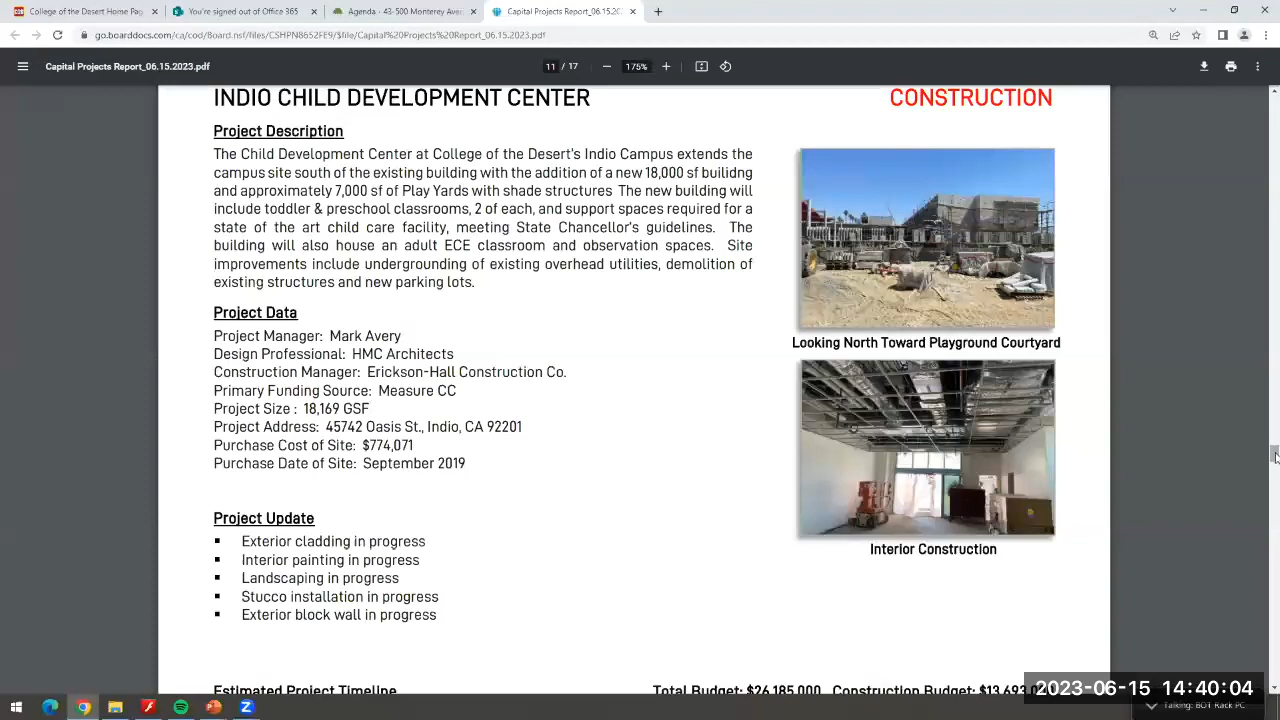 College of the Desert Home Pag
You're signed out of Office 365
Agenda - 43-500 Monterey Aven
Capital Projects Report_06.15.202
go.boarddocs.com/ca/cod/Board.nsf/files/CSHPN8652FE9/$file/Capital%20Projects%20Report_06.15.2023.pdf
Capital Projects Report_06.15.2023.pdf
11 / 17
175%
INDIO CHILD DEVELOPMENT CENTER
CONSTRUCTION
Project Description
The Child Development Center at College of the Desert's Indio Campus extends the
campus site south of the existing building with the addition of a new 18,000 sf builidng
and approximately 7,000 sf of Play Yards with shade structures The new building will
include toddler & preschool classrooms, 2 of each, and support spaces required for a
state of the art child care facility, meeting State Chancellor's guidelines. The
building will also house an adult ECE classroom and observation spaces. Site
improvements include undergrounding of existing overhead utilities, demolition of
existing structures and new parking lots.
Looking North Toward Playground Courtyard
Project Data
Project Manager: Mark Avery
Design Professional: HMC Architects
Construction Manager: Erickson-Hall Construction Co.
Primary Funding Source: Measure CC
Project Size : 18,169 GSF
Project Address: 45742 Oasis St., Indio, CA 92201
Purchase Cost of Site: $774,071
Purchase Date of Site: September 2019
Interior Construction
Project Update
▪ Exterior cladding in progress
▪ Interior painting in progress
▪ Landscaping in progress
▪ Stucco installation in progress
▪ Exterior block wall in progress
Estimated Project Timeline
Total Budget: $26,185,000 Construction Budget: $13,693,0
2023-06-15 14:40:04
Talking: BOT Rack PC